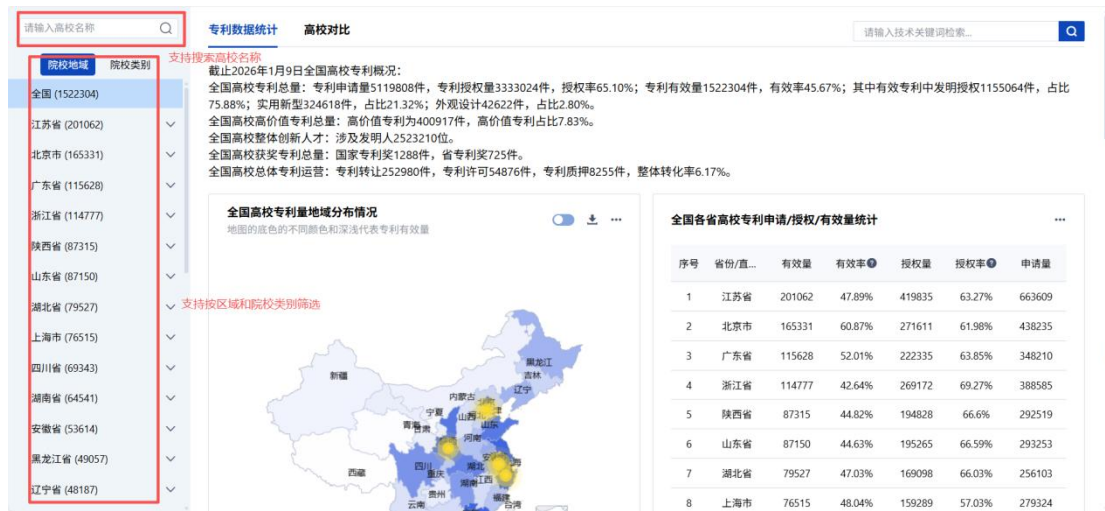 请输入高校名称
院校地域 院校类别
支持搜索高校名称
全国 (1522304)
江苏省 (201062)
北京市 (165331)
广东省 (115628)
浙江省 (114777)
陕西省 (87315)
山东省 (87150)
湖北省 (79527)
上海市 (76515)
四川省 (69343)
湖南省 (64541)
安徽省 (53614)
黑龙江省 (49057)
辽宁省 (48187)
支持按区域和院校类别筛选
专利数据统计 高校对比
请输入技术关键词检索...
截止2026年1月9日全国高校专利概况：
全国高校专利总量：专利申请量5119808件，专利授权量3333024件，授权率65.10%；专利有效量1522304件，有效率45.67%；其中有效专利中发明授权1155064件，占比
75.88%；实用新型324618件，占比21.32%；外观设计42622件，占比2.80%。
全国高校高价值专利总量：高价值专利为400917件，高价值专利占比7.83%。
全国高校整体创新人才：涉及发明人2523210位。
全国高校获奖专利总量：国家专利奖1288件，省专利奖725件。
全国高校总体专利运营：专利转让252980件，专利许可54876件，专利质押8255件，整体转化率6.17%。
全国高校专利量地域分布情况
地图的底色的不同颜色和深浅代表专利有效量
黑龙江
吉林
新疆
辽宁
内蒙古
宁夏
山西
山东
青海
甘肃
河南
西藏
四川
重庆
湖北
湖南
江西
贵州
福建
云南
台湾
全国各省高校专利申请/授权/有效量统计
序号 省份/直... 有效量 有效率 授权量 授权率 申请量
1 江苏省 201062 47.89% 419835 63.27% 663609
2 北京市 165331 60.87% 271611 61.98% 438235
3 广东省 115628 52.01% 222335 63.85% 348210
4 浙江省 114777 42.64% 269172 69.27% 388585
5 陕西省 87315 44.82% 194828 66.6% 292519
6 山东省 87150 44.63% 195265 66.59% 293253
7 湖北省 79527 47.03% 169098 66.03% 256103
8 上海市 76515 48.04% 159289 57.03% 279324